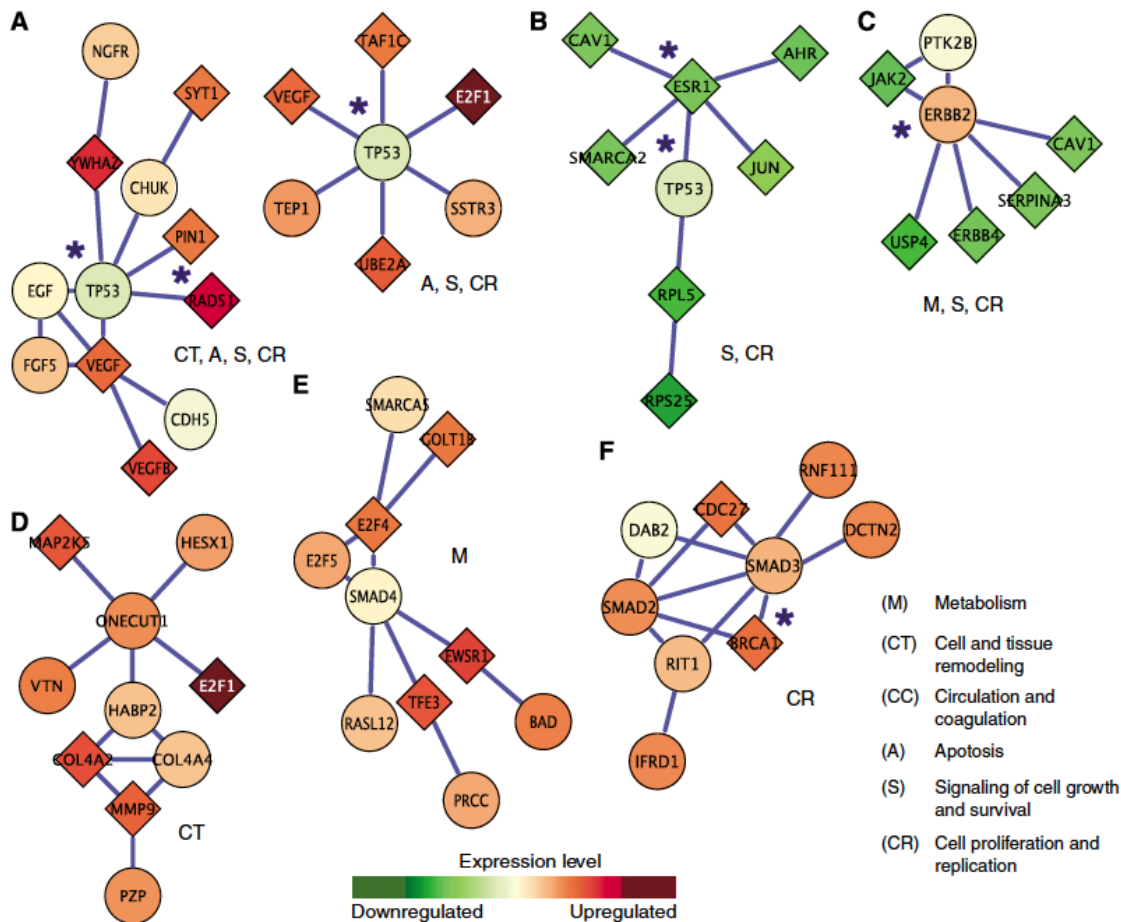 A
NGFR
SYT1
YWHAZ
CHUK
PIN1
*
*
EGF
TP53
RAD51
FGF5
VEGF
CT, A, S, CR
CDH5
VEGFB
TAF1C
VEGF
*
E2F1
TP53
TEP1
SSTR3
UBE2A
A, S, CR
B
CAV1
*
AHR
ESR1
SMARCA2
*
JUN
TP53
RPL5
S, CR
RPS25
C
PTK2B
JAK2
ERBB2
*
CAV1
SERPINA3
USP4
ERBB4
M, S, CR
D
MAP2K5
HESX1
ONECUT1
VTN
E2F1
HABP2
COL4A2
COL4A4
MMP9
CT
PZP
E
SMARCA5
GOLT1B
E2F4
E2F5
M
SMAD4
EWSR1
TFE3
RASL12
BAD
PRCC
F
RNF111
CDC27
DAB2
DCTN2
SMAD3
SMAD2
*
BRCA1
RIT1
CR
IFRD1
(M) Metabolism
(CT) Cell and tissue
remodeling
(CC) Circulation and
coagulation
(A) Apotosis
(S) Signaling of cell growth
and survival
(CR) Cell proliferation and
replication
Expression level
Downregulated Upregulated